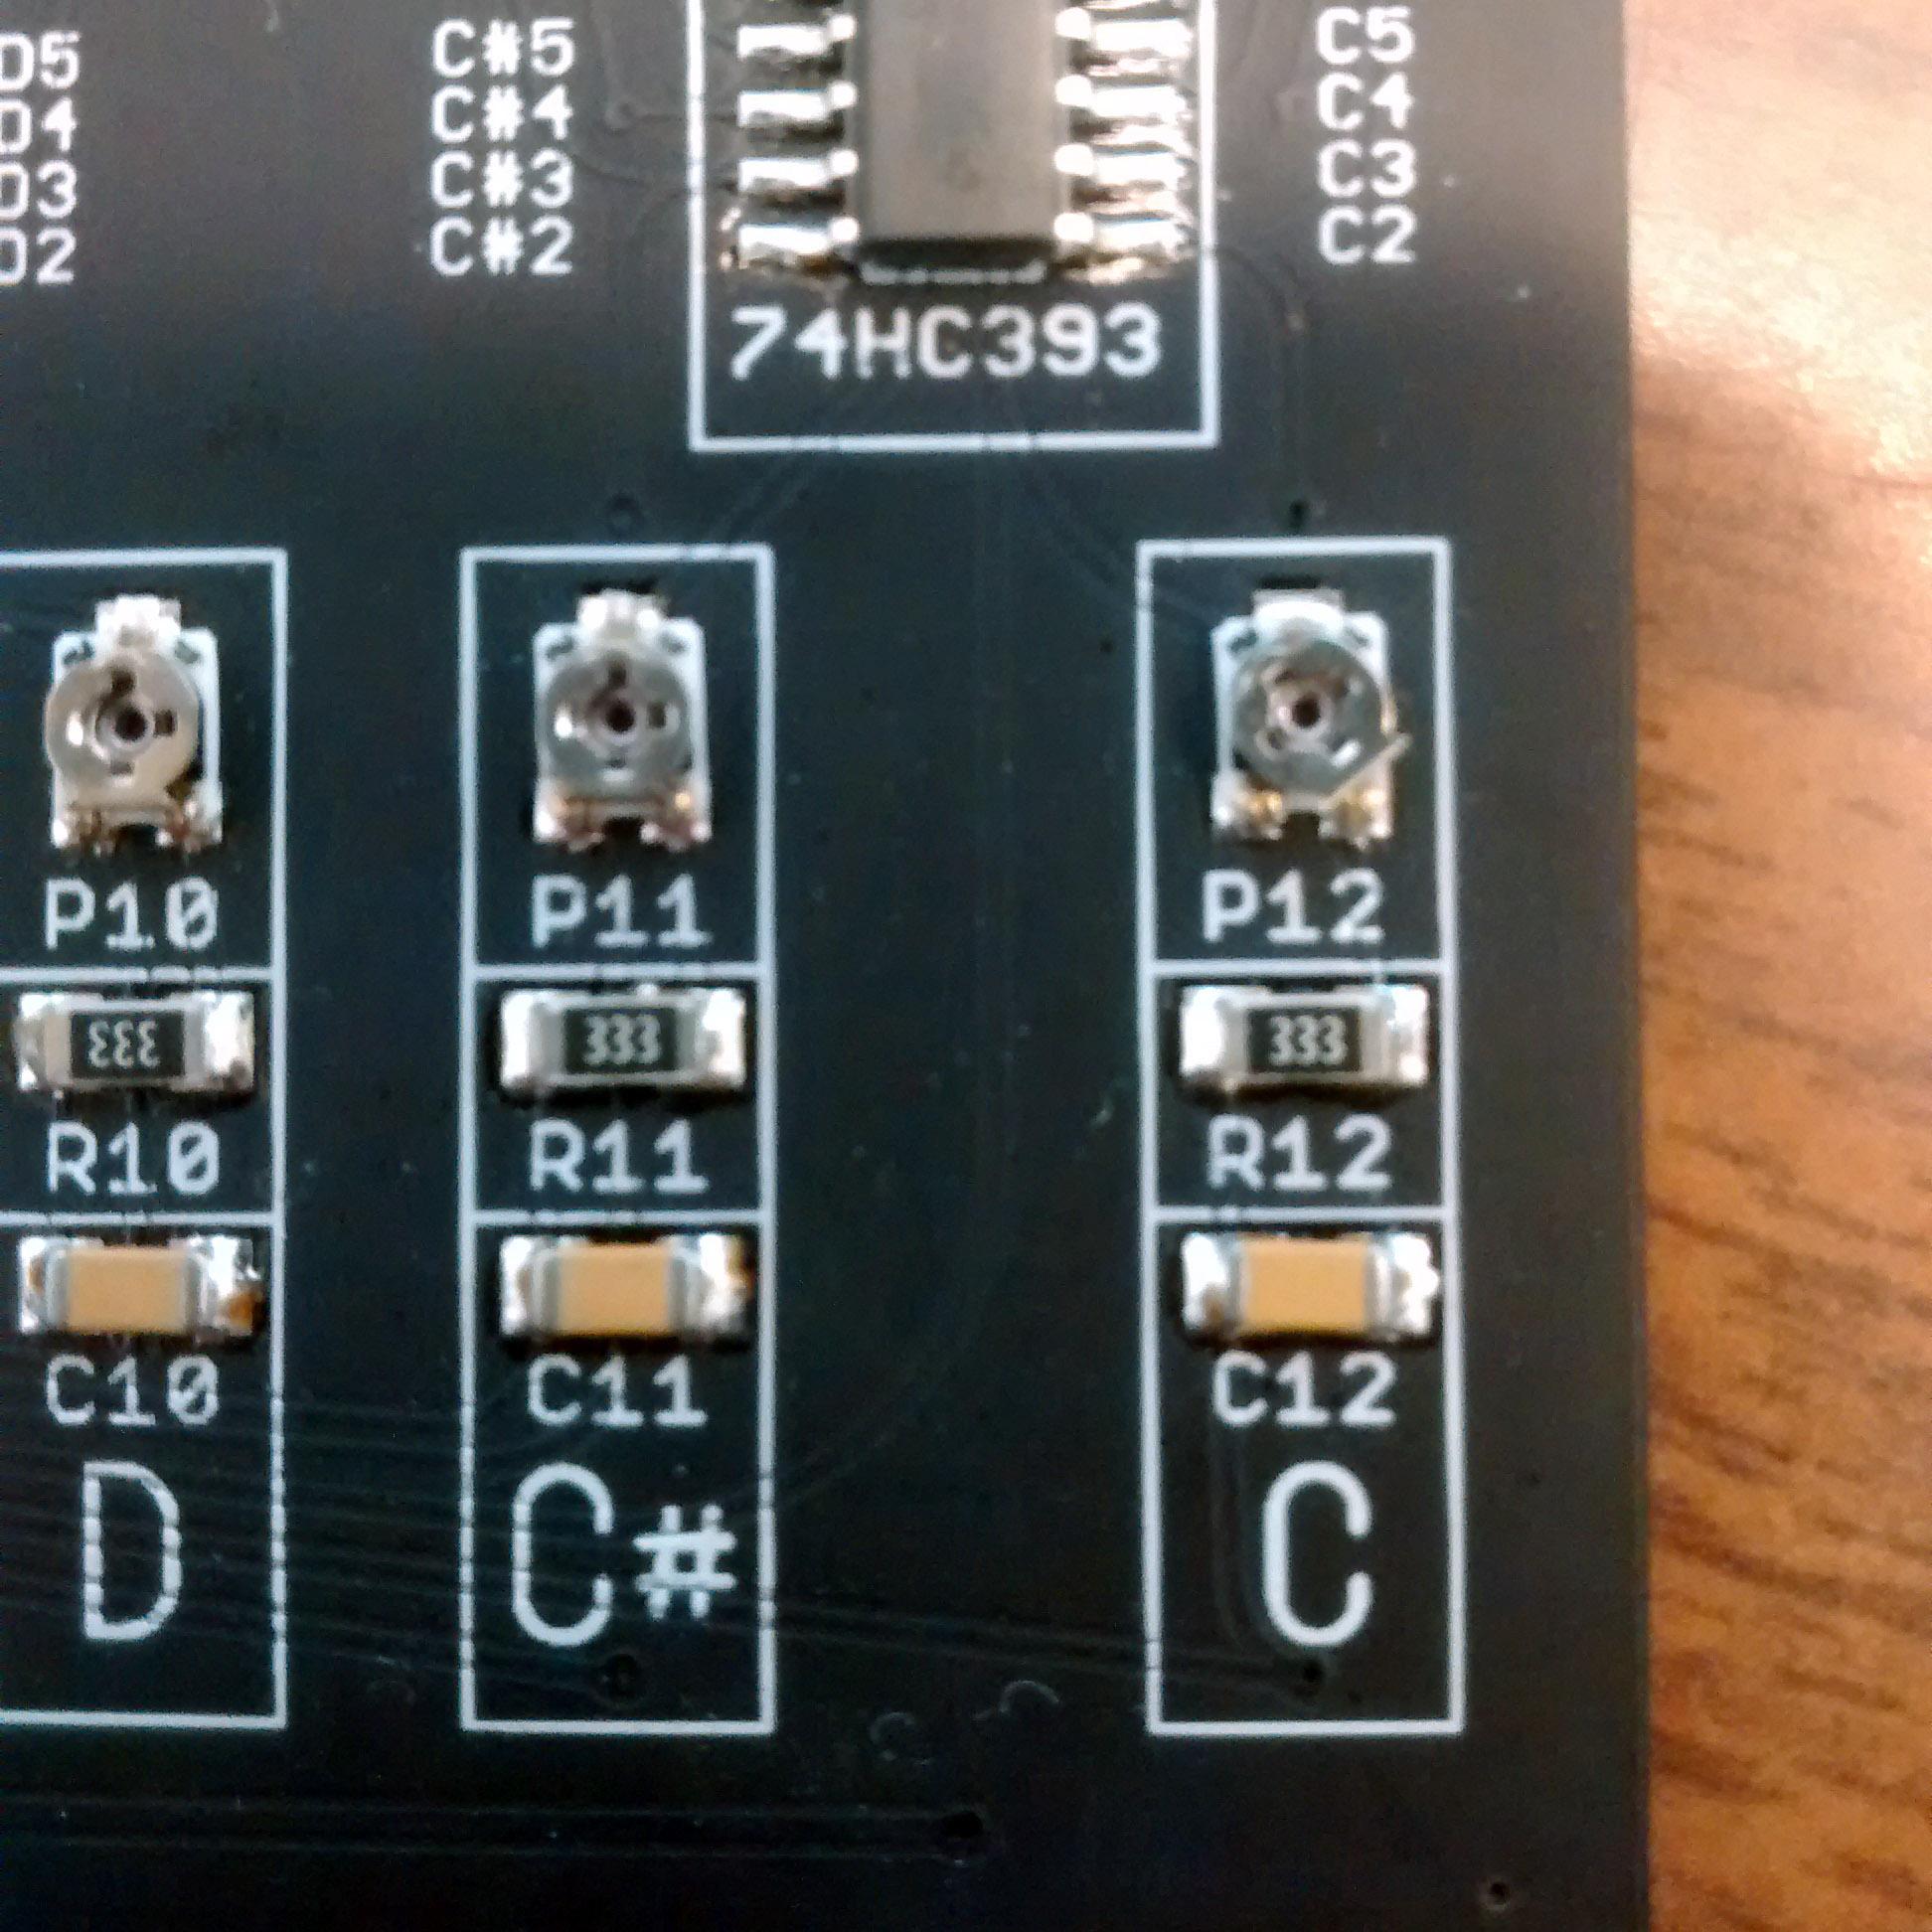 D5 C#5 C5
D4 C#4 C4
D3 C#3 C3
D2 C#2 C2
74HC393
P10 P11 P12
333 333 333
R10 R11 R12
C10 C11 C12
D C# C